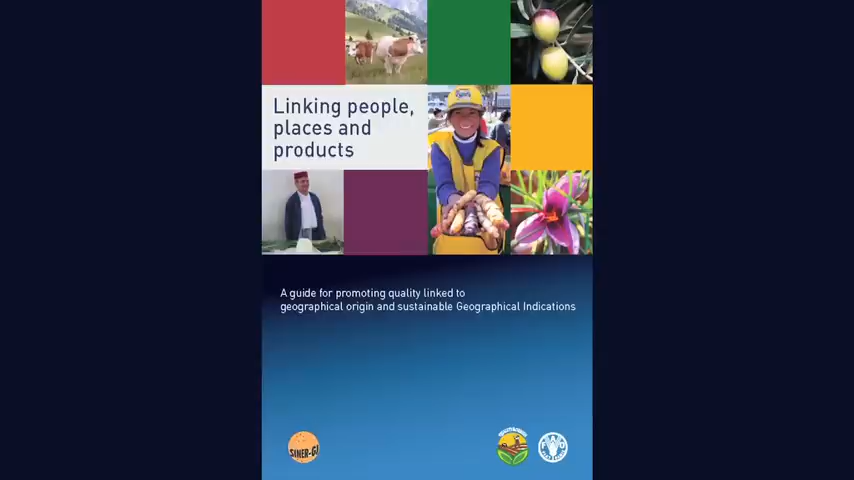 Linking people,
places and
products
A guide for promoting quality linked to
geographical origin and sustainable Geographical Indications
SINER-GI
FAO